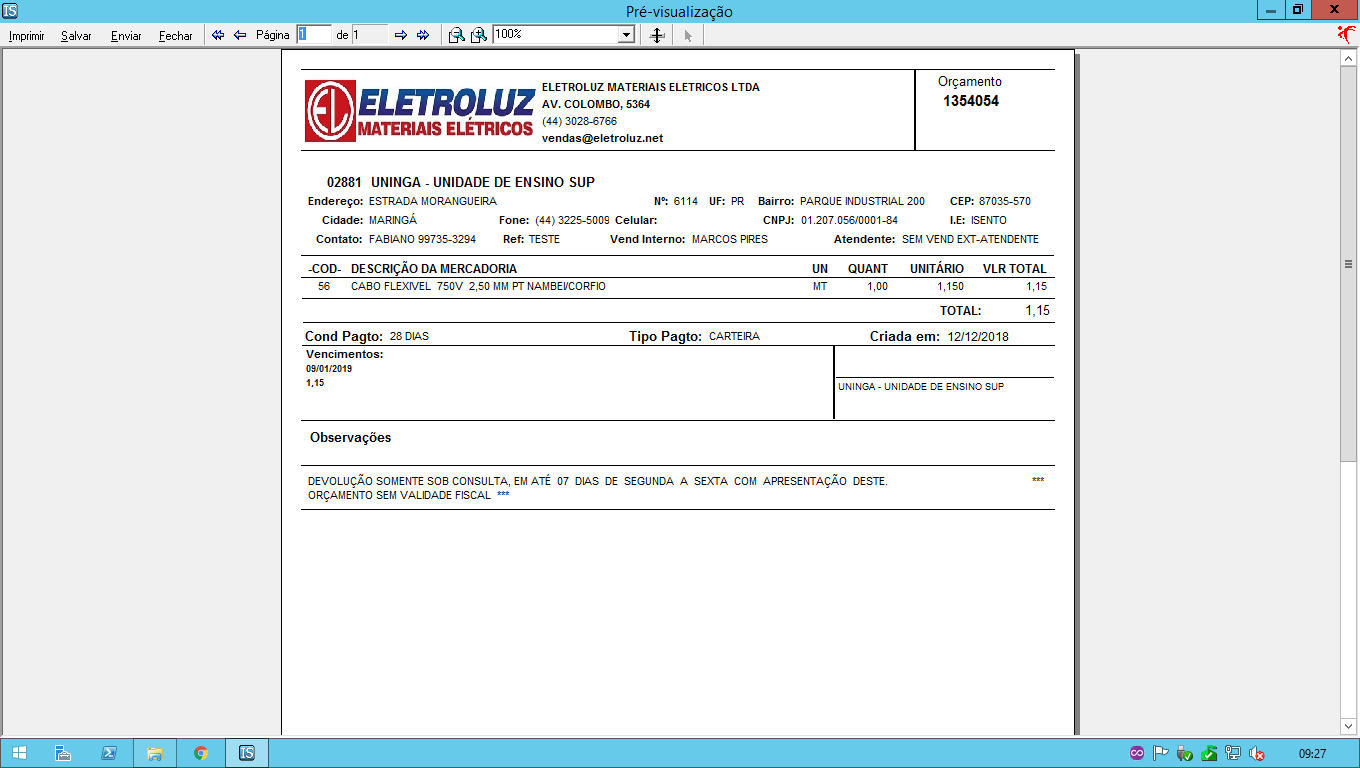 Pré-visualização
Imprimir Salvar Enviar Fechar Página 1 de 1 100%
ELETROLUZ
MATERIAIS ELÉTRICOS
ELETROLUZ MATERIAIS ELETRICOS LTDA
AV. COLOMBO, 5364
(44) 3028-6766
vendas@eletroluz.net
Orçamento
1354054
02881 UNINGA - UNIDADE DE ENSINO SUP
Endereço: ESTRADA MORANGUEIRA Nº: 6114 UF: PR Bairro: PARQUE INDUSTRIAL 200 CEP: 87035-570
Cidade: MARINGÁ Fone: (44) 3225-5009 Celular: CNPJ: 01.207.056/0001-84 I.E: ISENTO
Contato: FABIANO 99735-3294 Ref: TESTE Vend Interno: MARCOS PIRES Atendente: SEM VEND EXT-ATENDENTE
-COD- DESCRIÇÃO DA MERCADORIA UN QUANT UNITÁRIO VLR TOTAL
56 CABO FLEXIVEL 750V 2,50 MM PT NAMBEI/CORFIO MT 1,00 1,150 1,15
TOTAL: 1,15
Cond Pagto: 28 DIAS Tipo Pagto: CARTEIRA Criada em: 12/12/2018
Vencimentos:
09/01/2019
1,15
UNINGA - UNIDADE DE ENSINO SUP
Observações
DEVOLUÇÃO SOMENTE SOB CONSULTA, EM ATÉ 07 DIAS DE SEGUNDA A SEXTA COM APRESENTAÇÃO DESTE. ***
ORÇAMENTO SEM VALIDADE FISCAL ***
09:27